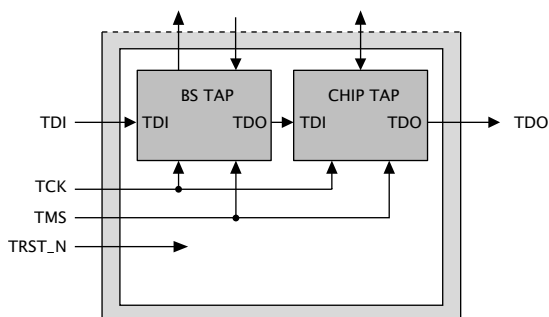 BS TAP CHIP TAP
TDI TDI TDO TDI TDO TDO
TCK
TMS
TRST_N